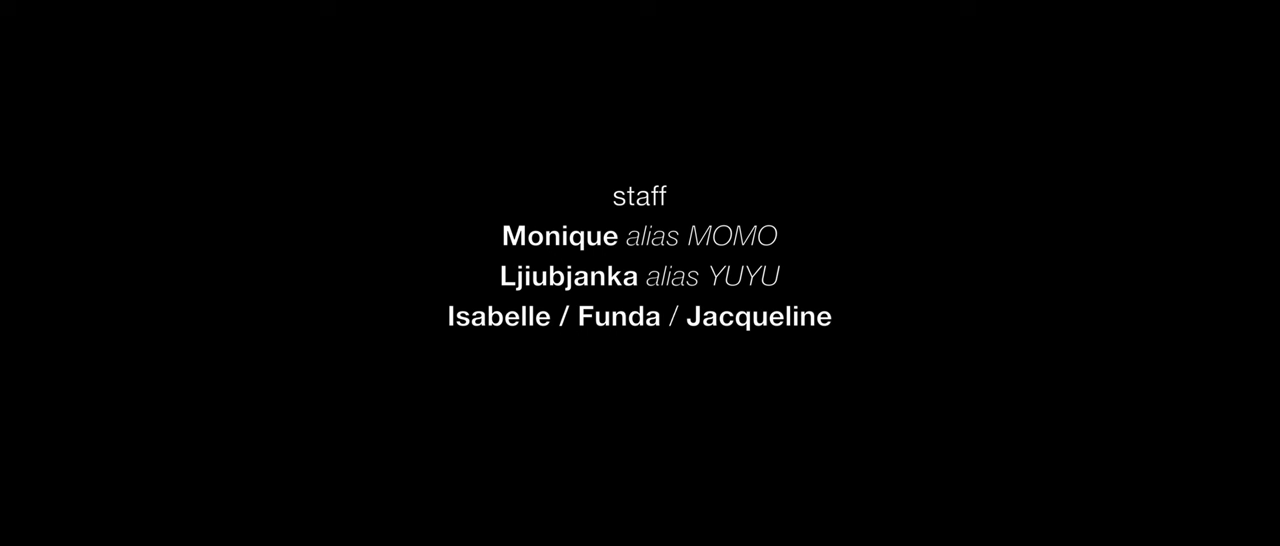 staff
Monique alias MOMO
Ljiubjanka alias YUYU
Isabelle / Funda / Jacqueline